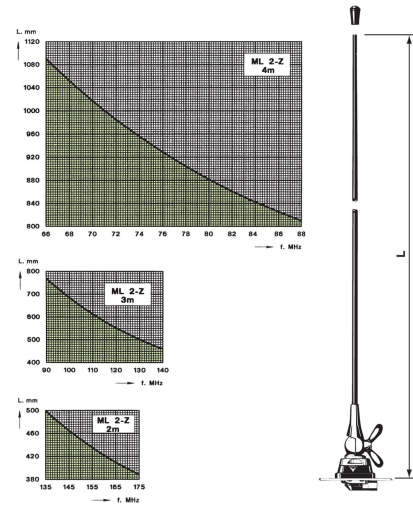 L. mm
1120
1080
1040
1000
960
920
880
840
800
ML 2-Z
4m
66 68 70 72 74 76 78 80 82 84 86 88
f. MHz
L. mm
800
700
600
500
400
ML 2-Z
3m
90 100 110 120 130 140
f. MHz
L. mm
500
460
420
380
ML 2-Z
2m
135 145 155 165 175
f. MHz
L